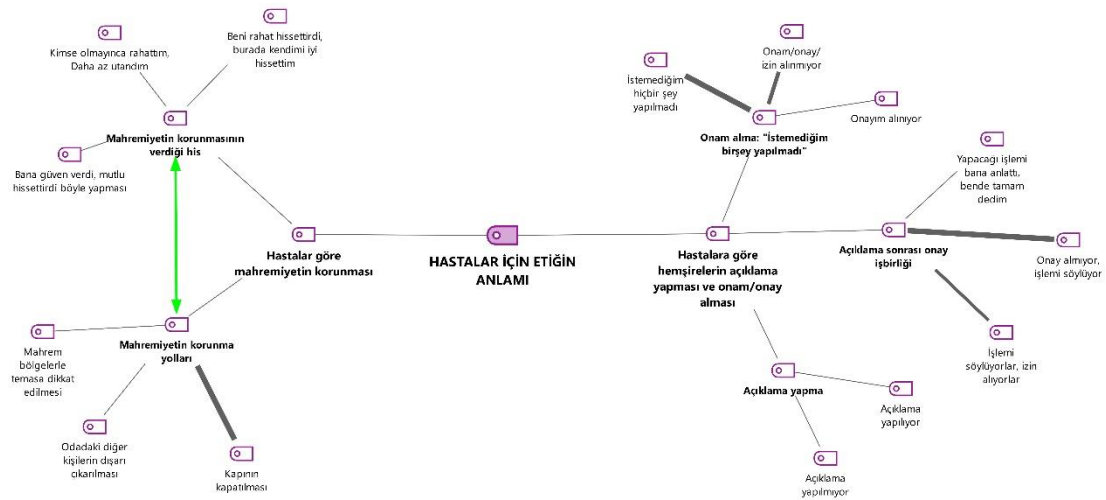 Kimse olmayınca rahattım,
Daha az utandım
Beni rahat hissettirdi,
burada kendimi iyi
hissettim
Mahremiyetin korunmasının
verdiği his
Bana güven verdi, mutlu
hissettirdi böyle yapması
Hastalar göre
mahremiyetin korunması
Mahremiyetin korunma
yolları
Mahrem
bölgelerle
temasa dikkat
edilmesi
Odadaki diğer
kişilerin dışarı
çıkarılması
Kapının
kapatılması
HASTALAR İÇİN ETİĞİN
ANLAMI
İstemediğim
hiçbir şey
yapılmadı
Onam/onay/
izin alınmıyor
Onayım alınıyor
Onam alma: "İstemediğim
birşey yapılmadı"
Hastalara göre
hemşirelerin açıklama
yapması ve onam/onay
alması
Yapacağı işlemi
bana anlattı,
bende tamam
dedim
Açıklama sonrası onay
işbirliği
Onay almıyor,
işlemi söylüyor
İşlemi
söylüyorlar, izin
alıyorlar
Açıklama yapma
Açıklama
yapılıyor
Açıklama
yapılmıyor